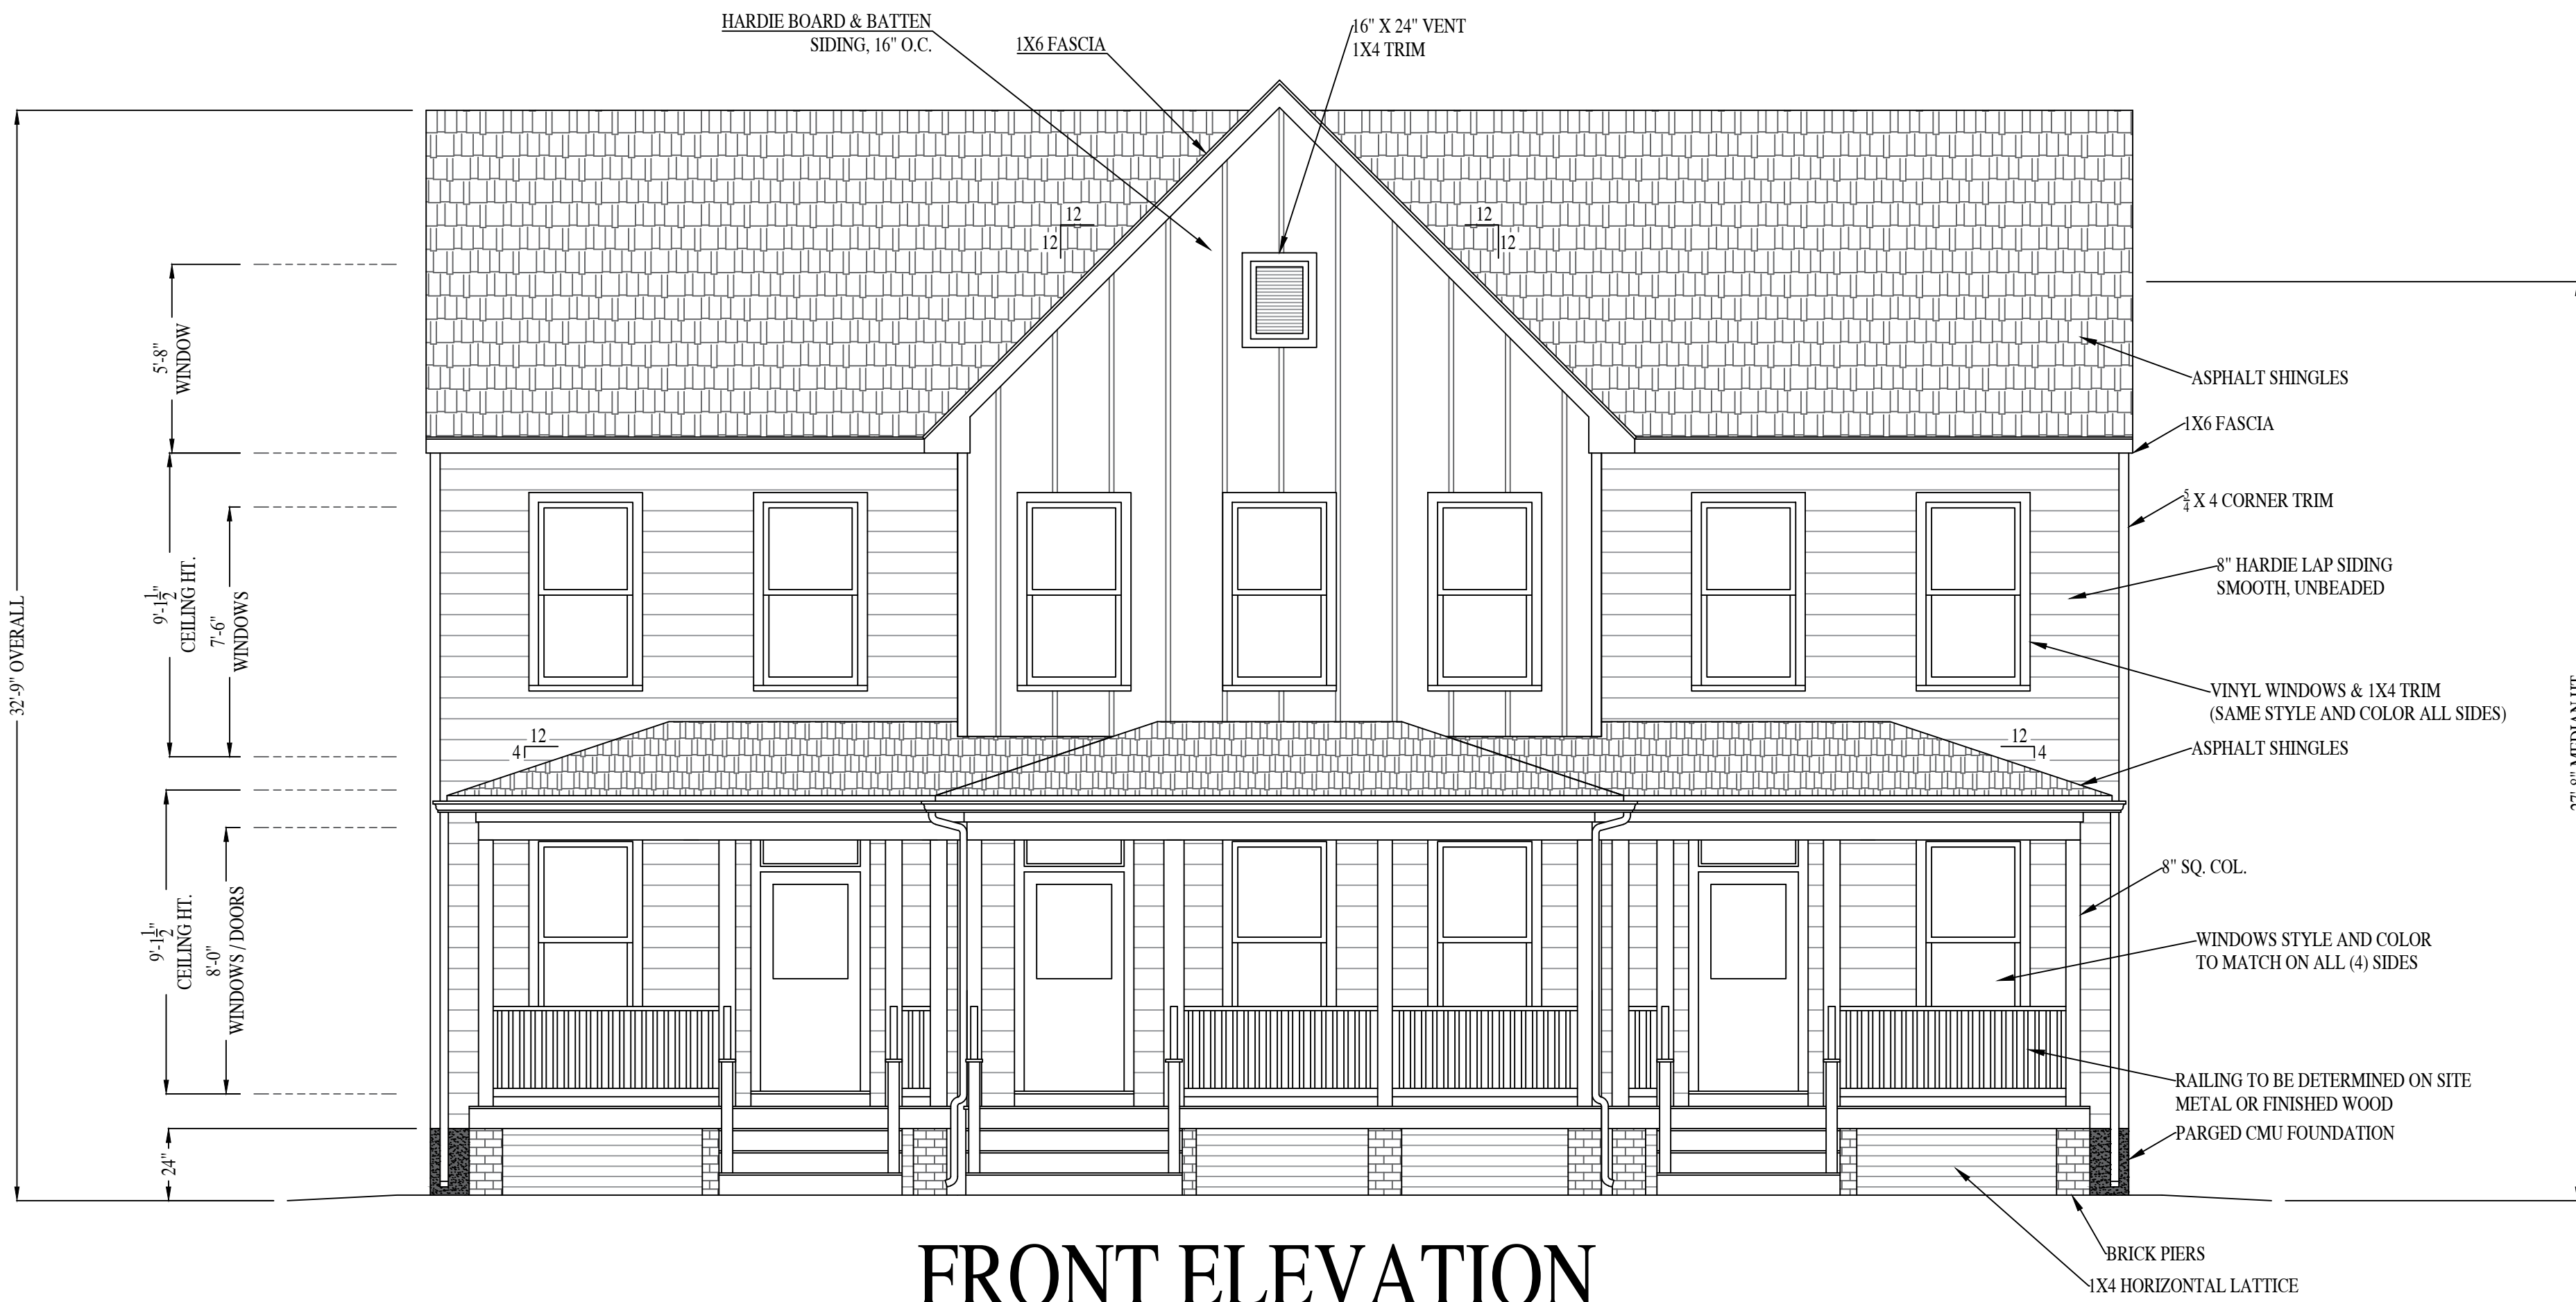 HARDIE BOARD & BATTEN
SIDING, 16" O.C.
1X6 FASCIA
16" X 24" VENT
1X4 TRIM
12
12
12
12
5'-8"
WINDOW
ASPHALT SHINGLES
1X6 FASCIA
5/4 X 4 CORNER TRIM
8" HARDIE LAP SIDING
SMOOTH, UNBEADED
32'-9" OVERALL
9'-1 1/2"
CEILING HT.
7'-6"
WINDOWS
VINYL WINDOWS & 1X4 TRIM
(SAME STYLE AND COLOR ALL SIDES)
12
4
12
4
ASPHALT SHINGLES
8" SQ. COL.
9'-1 1/2"
CEILING HT.
8'-0"
WINDOWS / DOORS
WINDOWS STYLE AND COLOR
TO MATCH ON ALL (4) SIDES
RAILING TO BE DETERMINED ON SITE
METAL OR FINISHED WOOD
PARGED CMU FOUNDATION
24"
BRICK PIERS
1X4 HORIZONTAL LATTICE
FRONT ELEVATION